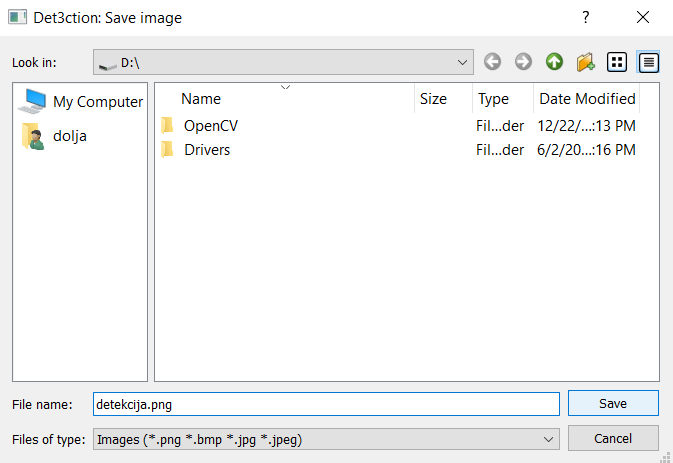 Det3ction: Save image
?
Look in: D:\
My Computer
dolja
Name Size Type Date Modified
OpenCV Fil...der 12/22/...:13 PM
Drivers Fil...der 6/2/20...:16 PM
File name: detekcija.png Save
Files of type: Images (*.png *.bmp *.jpg *.jpeg) Cancel